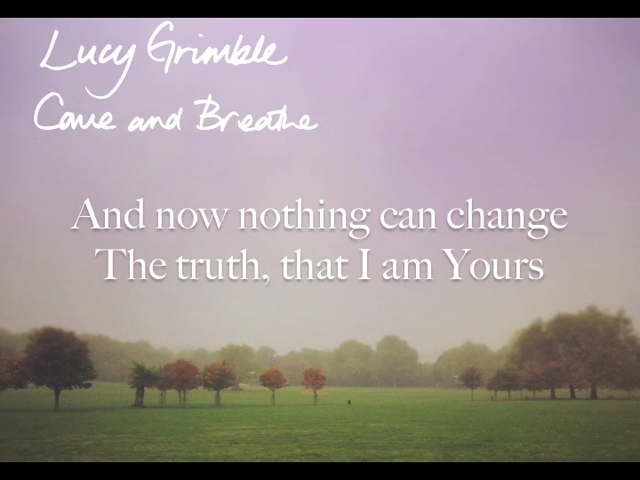 Lucy Grimble
Come and Breathe
And now nothing can change
The truth, that I am Yours